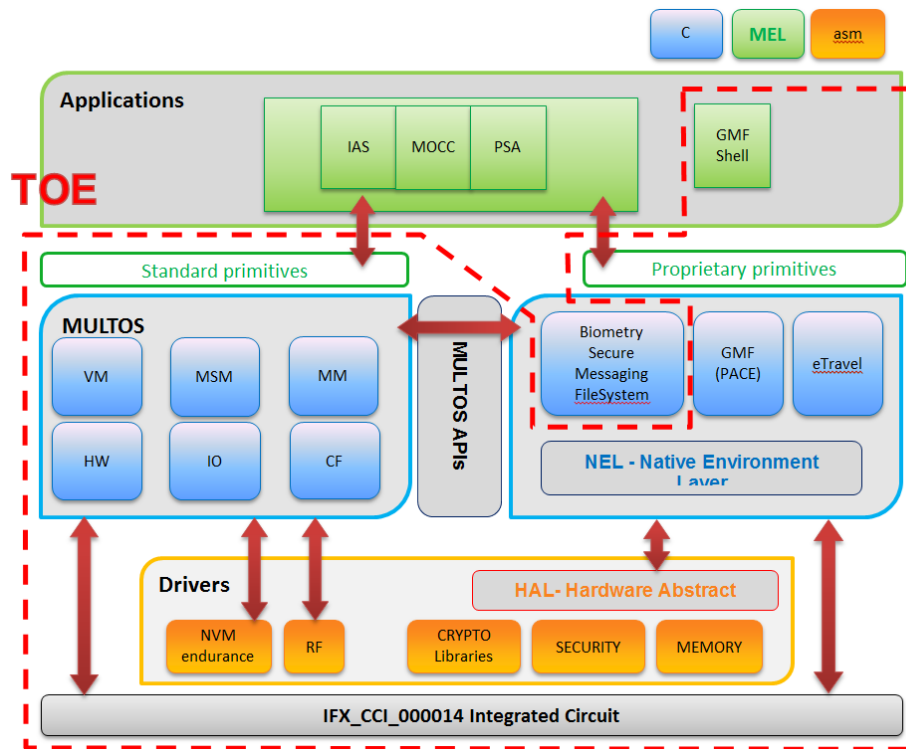 C
MEL
asm
Applications
IAS
MOCC
PSA
GMF
Shell
TOE
Standard primitives
Proprietary primitives
MULTOS
VM
MSM
MM
HW
IO
CF
MULTOS APIs
Biometry
Secure
Messaging
FileSystem
GMF
(PACE)
eTravel
NEL - Native Environment
Layer
Drivers
HAL- Hardware Abstract
NVM
endurance
RF
CRYPTO
Libraries
SECURITY
MEMORY
IFX_CCI_000014 Integrated Circuit